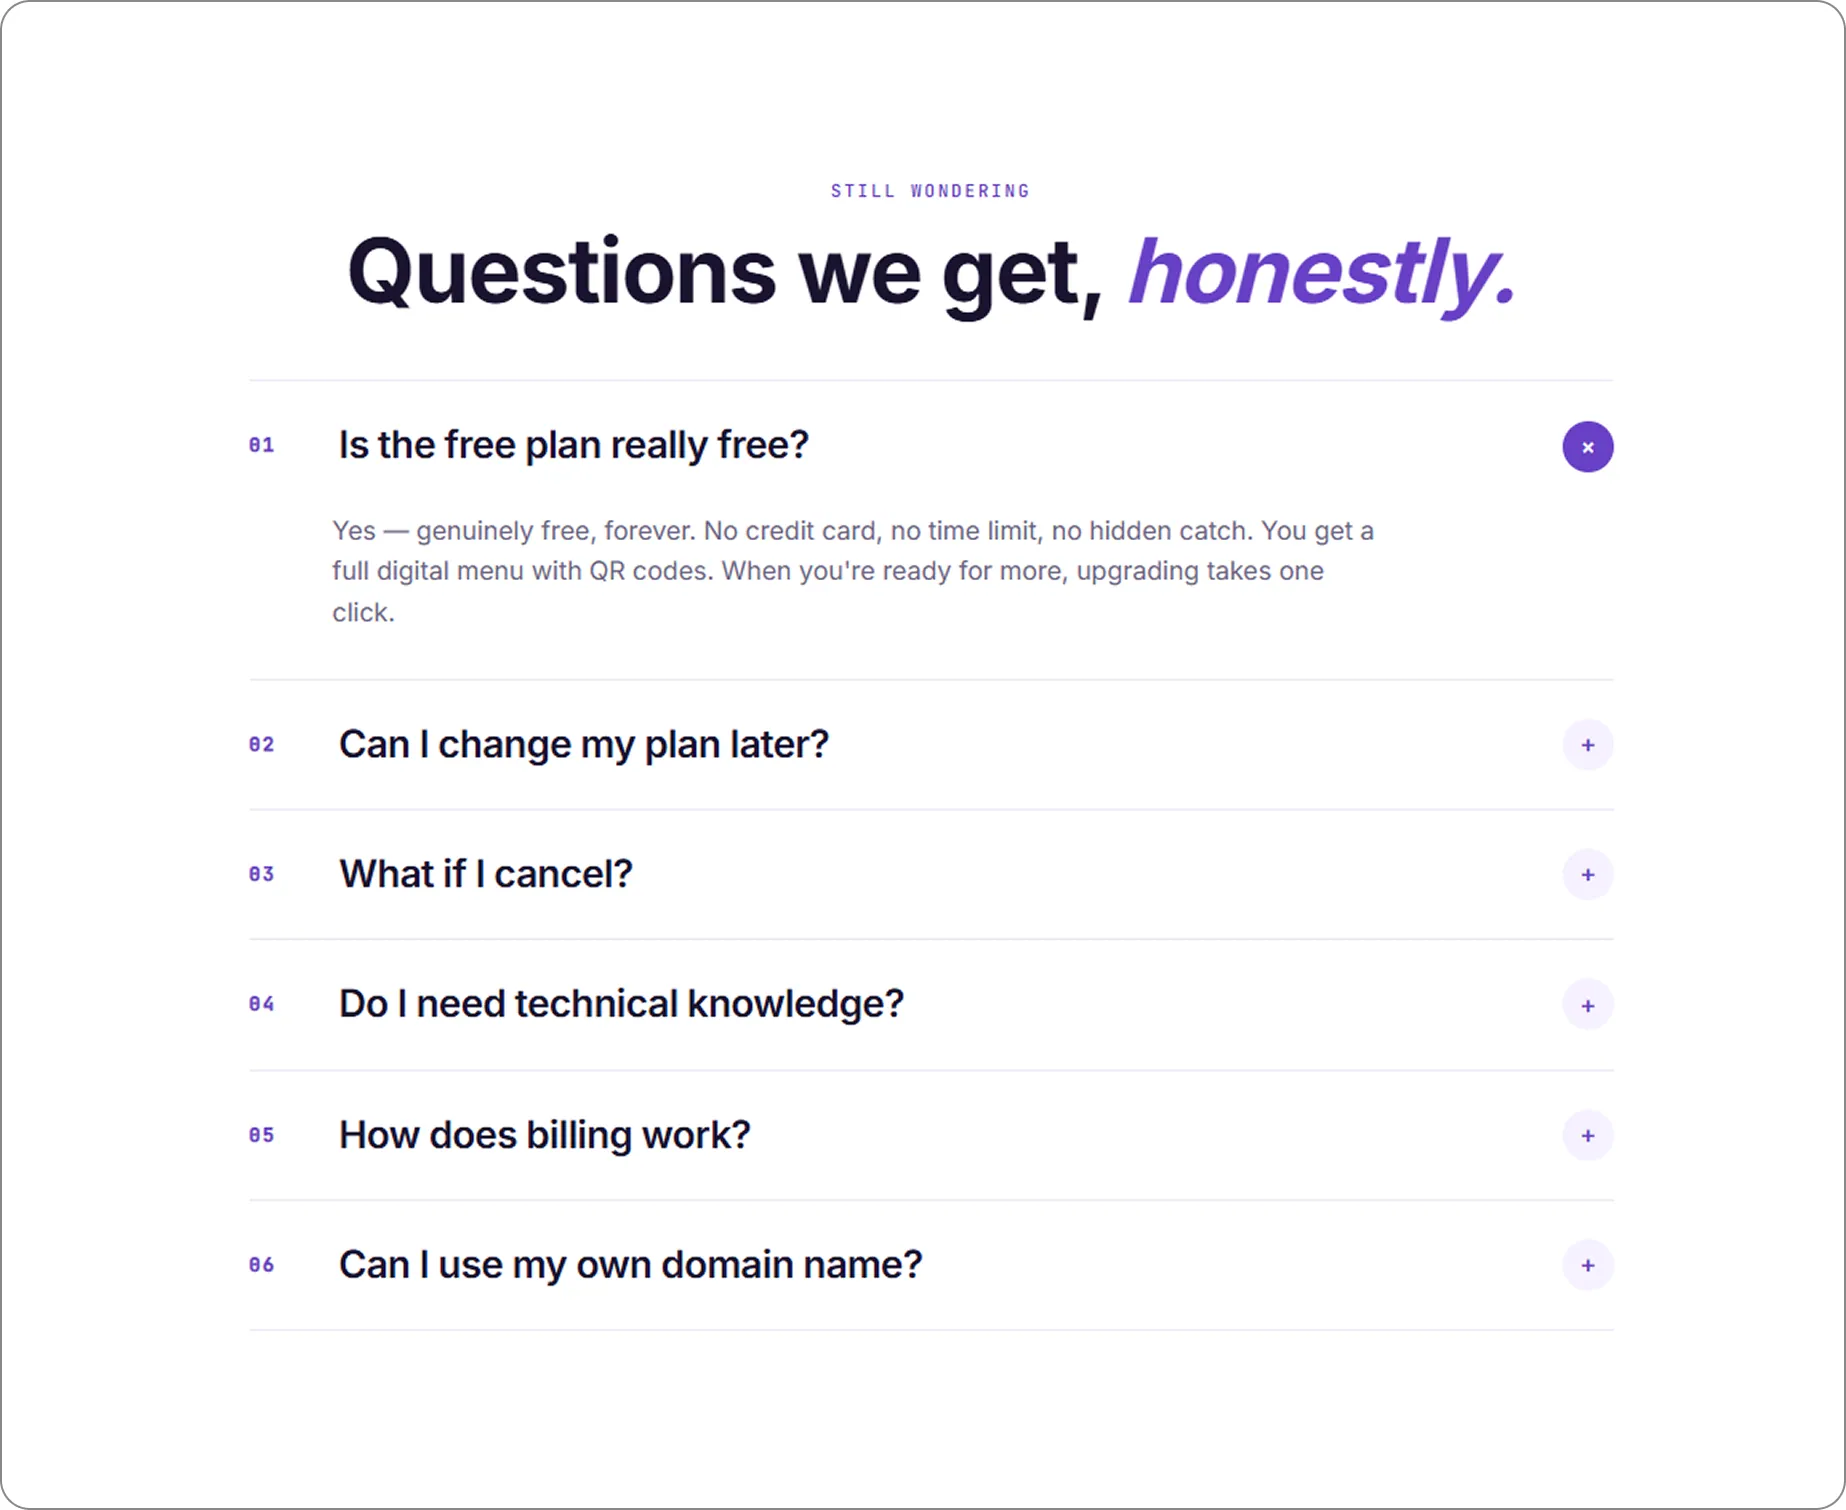 STILL WONDERING
Questions we get, honestly.
01 Is the free plan really free? ×
Yes — genuinely free, forever. No credit card, no time limit, no hidden catch. You get a
full digital menu with QR codes. When you're ready for more, upgrading takes one
click.
02 Can I change my plan later? +
03 What if I cancel? +
04 Do I need technical knowledge? +
05 How does billing work? +
06 Can I use my own domain name? +